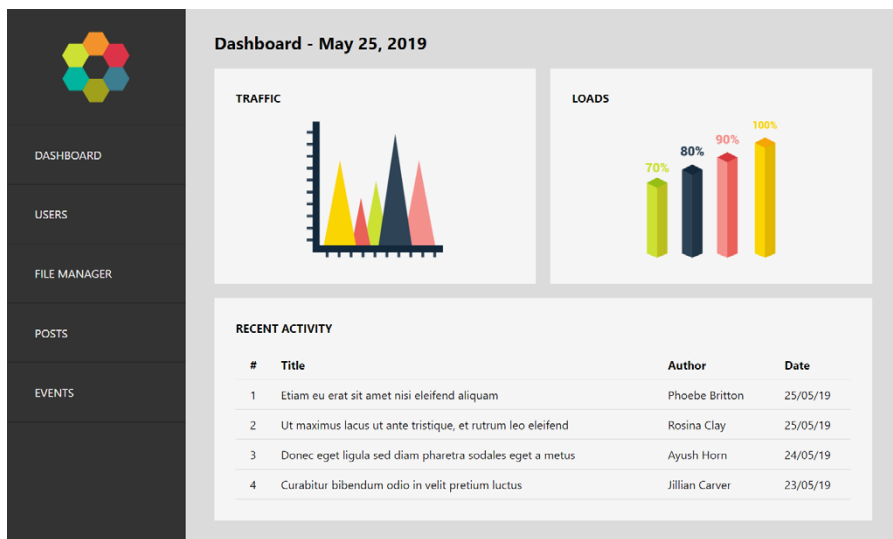 DASHBOARD
USERS
FILE MANAGER
POSTS
EVENTS
Dashboard - May 25, 2019
TRAFFIC
LOADS
70%
80%
90%
100%
RECENT ACTIVITY
# Title Author Date
1 Etiam eu erat sit amet nisi eleifend aliquam Phoebe Britton 25/05/19
2 Ut maximus lacus ut ante tristique, et rutrum leo eleifend Rosina Clay 25/05/19
3 Donec eget ligula sed diam pharetra sodales eget a metus Ayush Horn 24/05/19
4 Curabitur bibendum odio in velit pretium luctus Jillian Carver 23/05/19